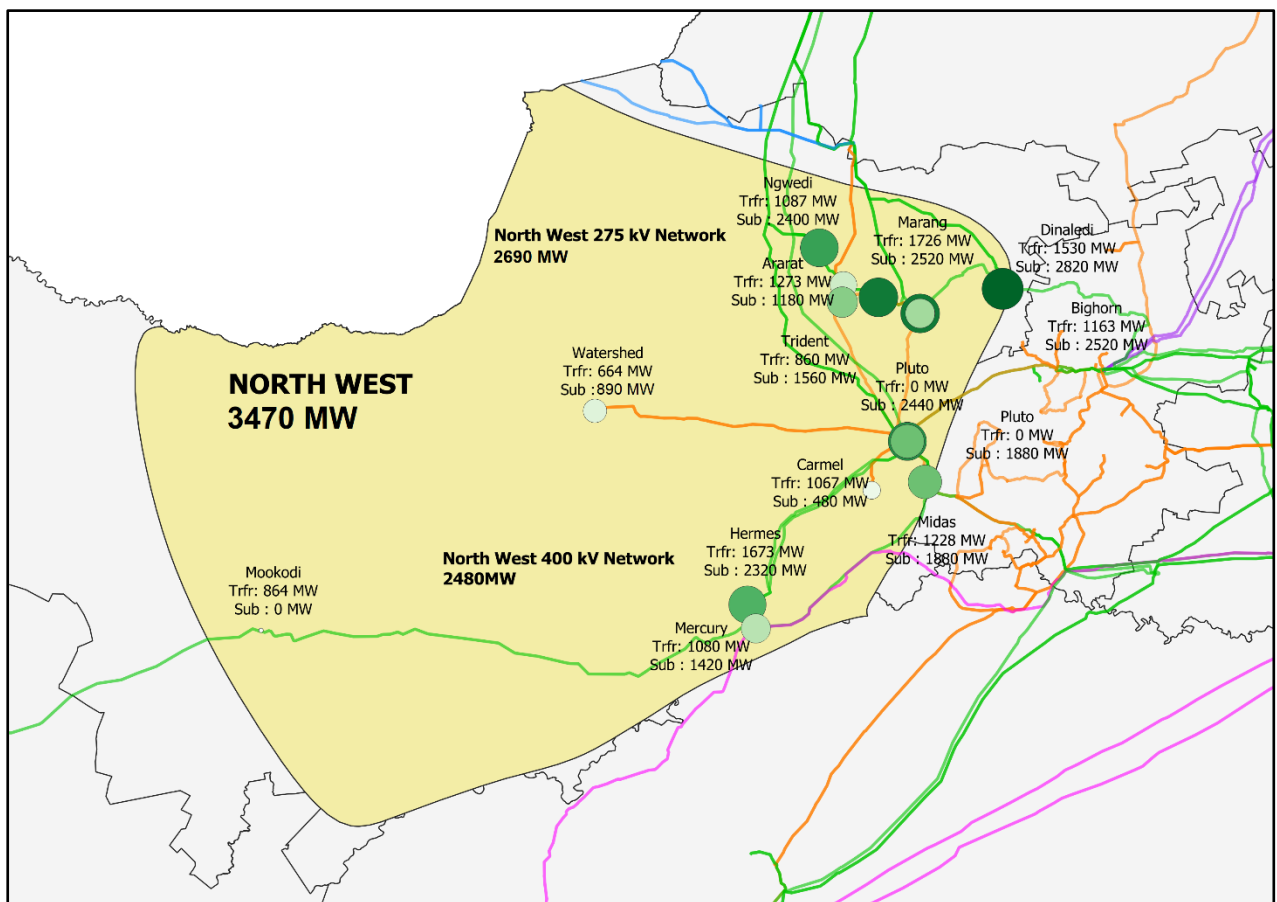 Ngwedi
Trfr: 1087 MW
Sub : 2400 MW
Marang
Trfr: 1726 MW
Sub : 2520 MW
Dinaledi
Trfr: 1530 MW
Sub : 2820 MW
North West 275 kV Network
2690 MW
Ararat
Trfr: 1273 MW
Sub : 1180 MW
Bighorn
Trfr: 1163 MW
Sub : 2520 MW
Trident
Trfr: 860 MW
Sub : 1560 MW
Watershed
Trfr: 664 MW
Sub :890 MW
Pluto
Trfr: 0 MW
Sub : 2440 MW
NORTH WEST
3470 MW
Pluto
Trfr: 0 MW
Sub : 1880 MW
Carmel
Trfr: 1067 MW
Sub : 480 MW
Midas
Trfr: 1228 MW
Sub : 1880 MW
Hermes
Trfr: 1673 MW
Sub : 2320 MW
North West 400 kV Network
2480MW
Mookodi
Trfr: 864 MW
Sub : 0 MW
Mercury
Trfr: 1080 MW
Sub : 1420 MW